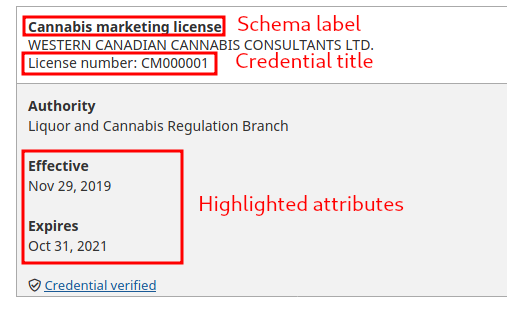 Cannabis marketing license Schema label
WESTERN CANADIAN CANNABIS CONSULTANTS LTD.
License number: CM000001 Credential title
Authority
Liquor and Cannabis Regulation Branch
Effective
Nov 29, 2019
Highlighted attributes
Expires
Oct 31, 2021
Credential verified